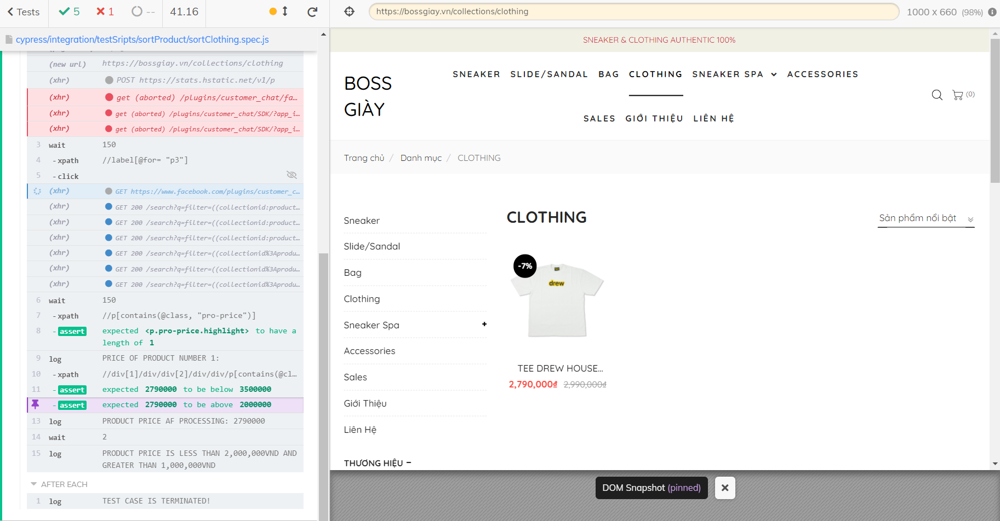 Tests
5
1
--
41.16
https://bossgiay.vn/collections/clothing
1000 x 660 (98%)
cypress/integration/testSripts/sortProduct/sortClothing.spec.js
(new url) https://bossgiay.vn/collections/clothing
(xhr) POST https://stats.hstatic.net/v1/p
(xhr) get (aborted) /plugins/customer_chat/fa…
(xhr) get (aborted) /plugins/customer_chat/SDK/?app_i…
(xhr) get (aborted) /plugins/customer_chat/SDK/?app_i…
3 wait 150
4 -xpath //label[@for= "p3"]
5 -click
(xhr) GET https://www.facebook.com/plugins/customer_c…
(xhr) GET 200 /search?q=filter=((collectionid:product…
(xhr) GET 200 /search?q=filter=((collectionid:product…
(xhr) GET 200 /search?q=filter=((collectionid:product…
(xhr) GET 200 /search?q=filter=((collectionid%3Aprodu…
(xhr) GET 200 /search?q=filter=((collectionid%3Aprodu…
(xhr) GET 200 /search?q=filter=((collectionid%3Aprodu…
6 wait 150
7 -xpath //p[contains(@class, "pro-price")]
8 -assert expected <p.pro-price.highlight> to have a
length of 1
9 log PRICE OF PRODUCT NUMBER 1:
10 -xpath //div[1]/div/div[2]/div/div/p[contains(@cl…
11 -assert expected 2790000 to be below 3500000
-assert expected 2790000 to be above 2000000
13 log PRODUCT PRICE AF PROCESSING: 2790000
14 wait 2
15 log PRODUCT PRICE IS LESS THAN 2,000,000VND AND
GREATER THAN 1,000,000VND
AFTER EACH
1 log TEST CASE IS TERMINATED!
SNEAKER & CLOTHING AUTHENTIC 100%
BOSS
GIÀY
SNEAKER SLIDE/SANDAL BAG CLOTHING SNEAKER SPA ACCESSORIES
SALES GIỚI THIỆU LIÊN HỆ
(0)
Trang chủ / Danh mục / CLOTHING
Sneaker
Slide/Sandal
Bag
Clothing
Sneaker Spa +
Accessories
Sales
Giới Thiệu
Liên Hệ
THƯƠNG HIỆU –
CLOTHING
Sản phẩm nổi bật
-7%
drew
TEE DREW HOUSE...
2,790,000₫ 2,990,000₫
DOM Snapshot (pinned)